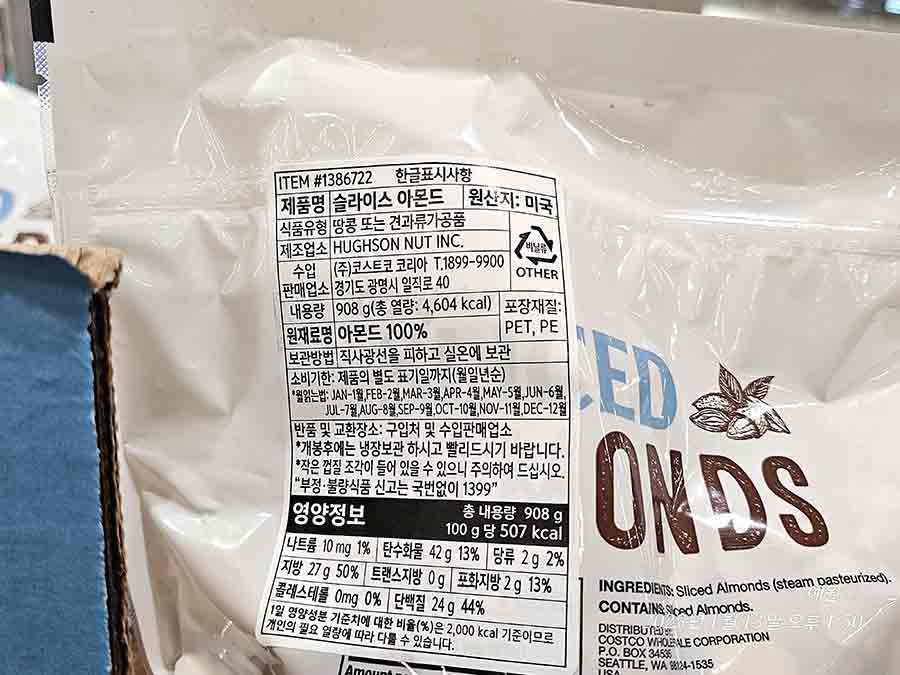 ITEM #1386722 한글표시사항
제품명 슬라이스 아몬드 원산지: 미국
식품유형 땅콩 또는 견과류가공품
제조업소 HUGHSON NUT INC.
비닐류
OTHER
수입판매업소 (주)코스트코 코리아 T.1899-9900
경기도 광명시 일직로 40
내용량 908 g(총 열량: 4,604 kcal)
포장재질:
PET, PE
원재료명 아몬드 100%
보관방법 직사광선을 피하고 실온에 보관
소비기한: 제품의 별도 표기일까지(월일년순)
*월읽는법: JAN-1월,FEB-2월,MAR-3월,APR-4월,MAY-5월,JUN-6월,
JUL-7월,AUG-8월,SEP-9월,OCT-10월,NOV-11월,DEC-12월
반품 및 교환장소: 구입처 및 수입판매업소
*개봉후에는 냉장보관 하시고 빨리드시기 바랍니다.
*작은 껍질 조각이 들어 있을 수 있으니 주의하여 드십시오.
"부정·불량식품 신고는 국번없이 1399"
영양정보 총 내용량 908 g
100 g 당 507 kcal
나트륨 10 mg 1% 탄수화물 42 g 13% 당류 2 g 2%
지방 27 g 50% 트랜스지방 0 g 포화지방 2 g 13%
콜레스테롤 0mg 0% 단백질 24 g 44%
1일 영양성분 기준치에 대한 비율(%)은 2,000 kcal 기준이므로
개인의 필요 열량에 따라 다를 수 있습니다.
CED
ONDS
INGREDIENTS: Sliced Almonds (steam pasteurized).
CONTAINS: Sliced Almonds.
DISTRIBUTED BY:
COSTCO WHOLESALE CORPORATION
P.O. BOX 34535
SEATTLE, WA 98124-1535
USA
Amount